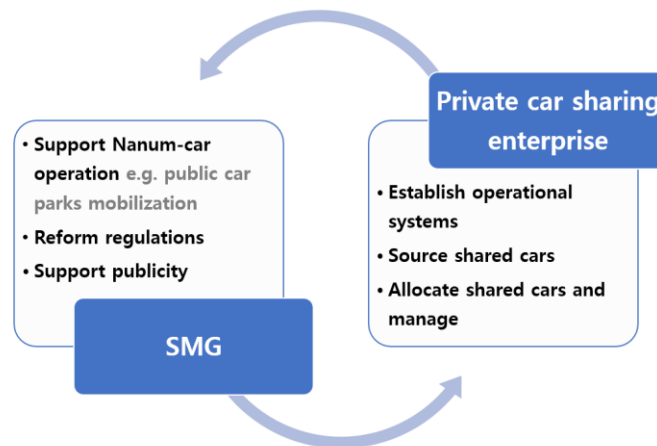 Private car sharing
enterprise
• Support Nanum-car
operation e.g. public car
parks mobilization
• Reform regulations
• Support publicity
SMG
• Establish operational
systems
• Source shared cars
• Allocate shared cars and
manage